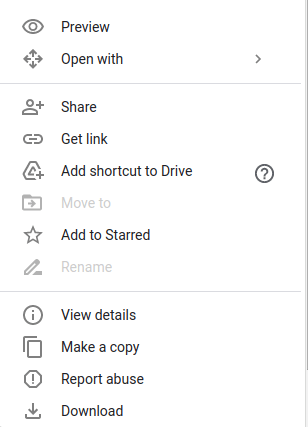 Preview
Open with
Share
Get link
Add shortcut to Drive
Move to
Add to Starred
Rename
View details
Make a copy
Report abuse
Download